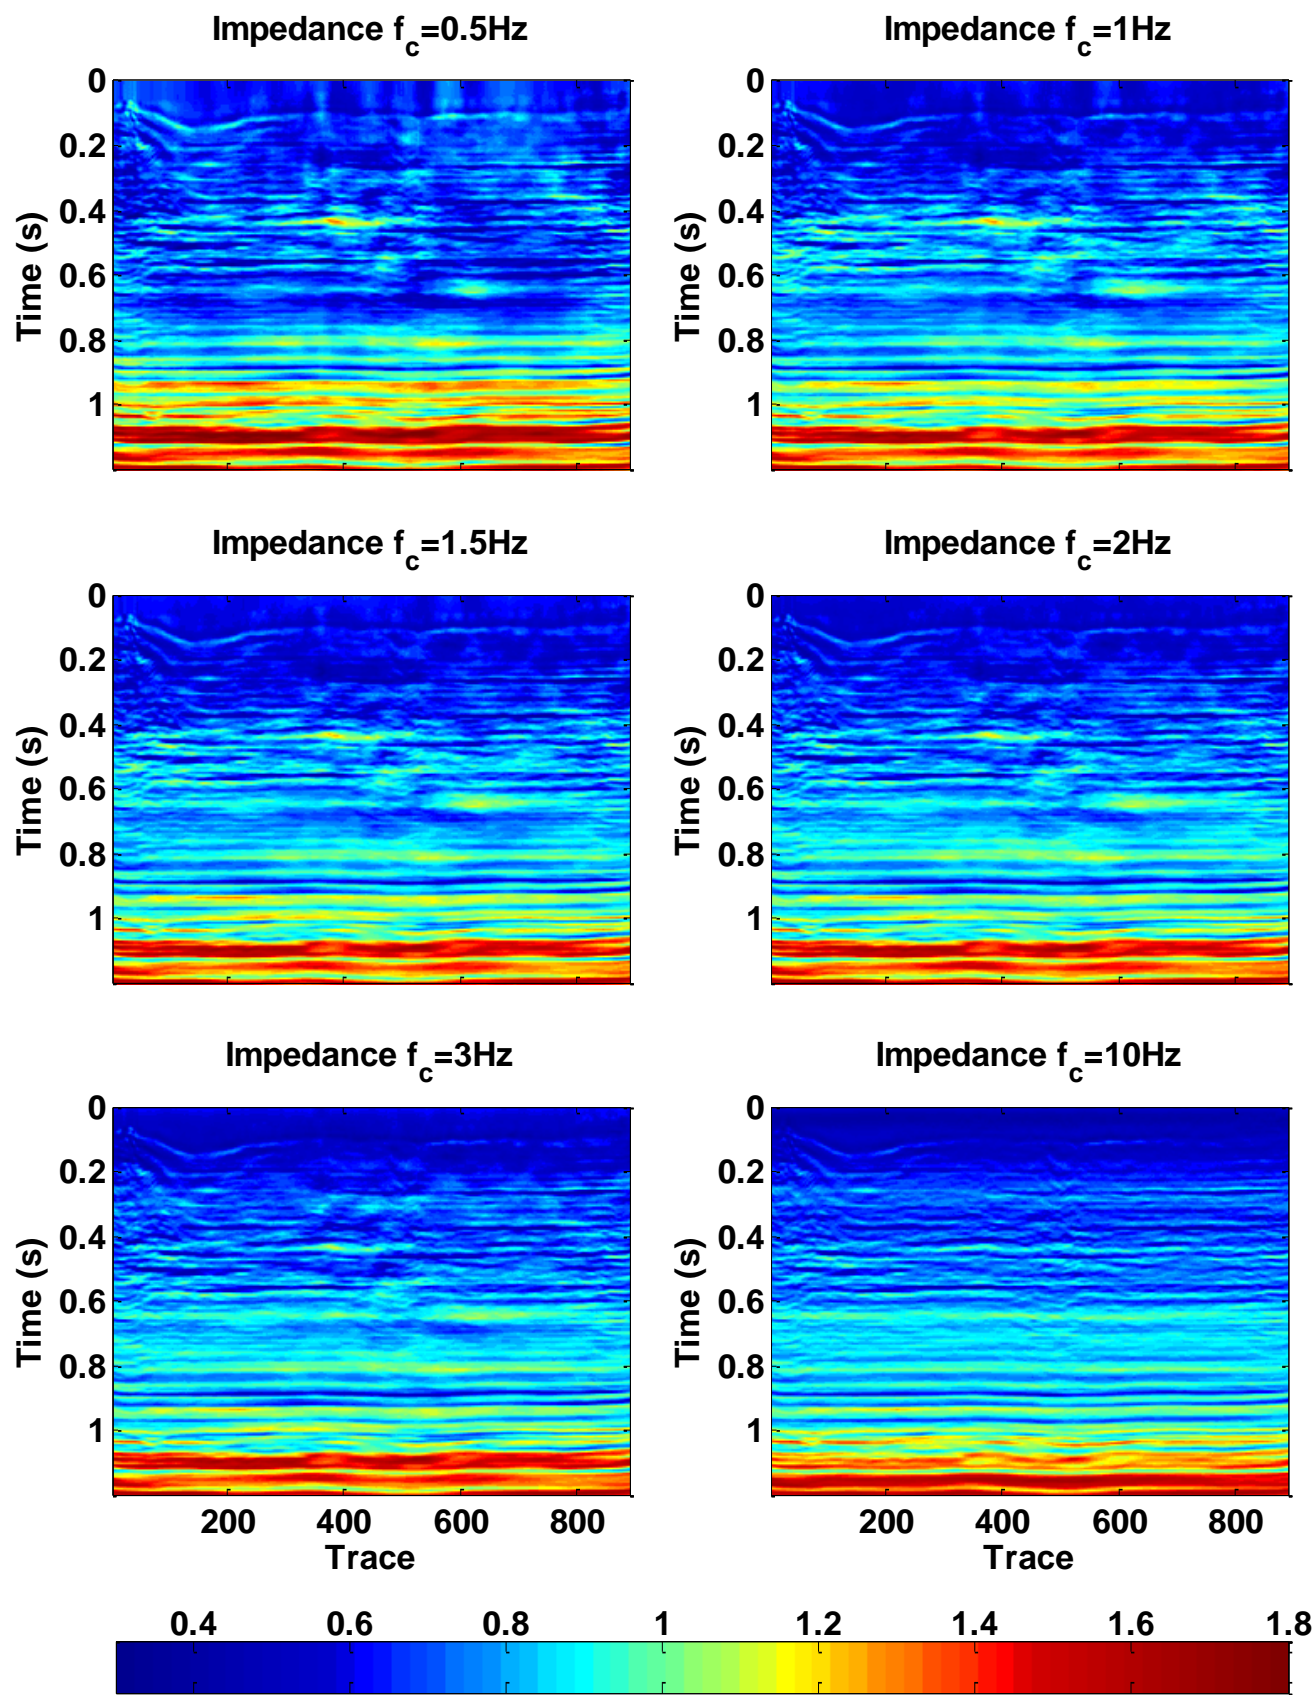 Impedance f_c=0.5Hz
Impedance f_c=1Hz
0
0.2
0.4
0.6
0.8
1
Time (s)
0
0.2
0.4
0.6
0.8
1
Time (s)
Impedance f_c=1.5Hz
Impedance f_c=2Hz
0
0.2
0.4
0.6
0.8
1
Time (s)
0
0.2
0.4
0.6
0.8
1
Time (s)
Impedance f_c=3Hz
Impedance f_c=10Hz
0
0.2
0.4
0.6
0.8
1
Time (s)
200 400 600 800
Trace
0
0.2
0.4
0.6
0.8
1
Time (s)
200 400 600 800
Trace
0.4 0.6 0.8 1 1.2 1.4 1.6 1.8